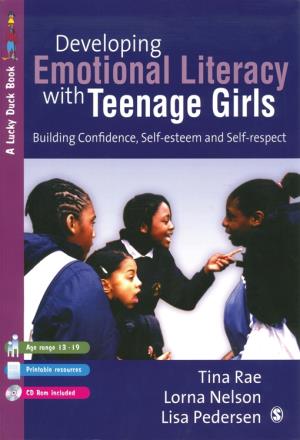 A Lucky Duck Book
Developing
Emotional Literacy
with Teenage Girls
Building Confidence, Self-esteem and Self-respect
Age range 13 - 19
Printable resources
CD Rom included
Tina Rae
Lorna Nelson
Lisa Pedersen
SAGE